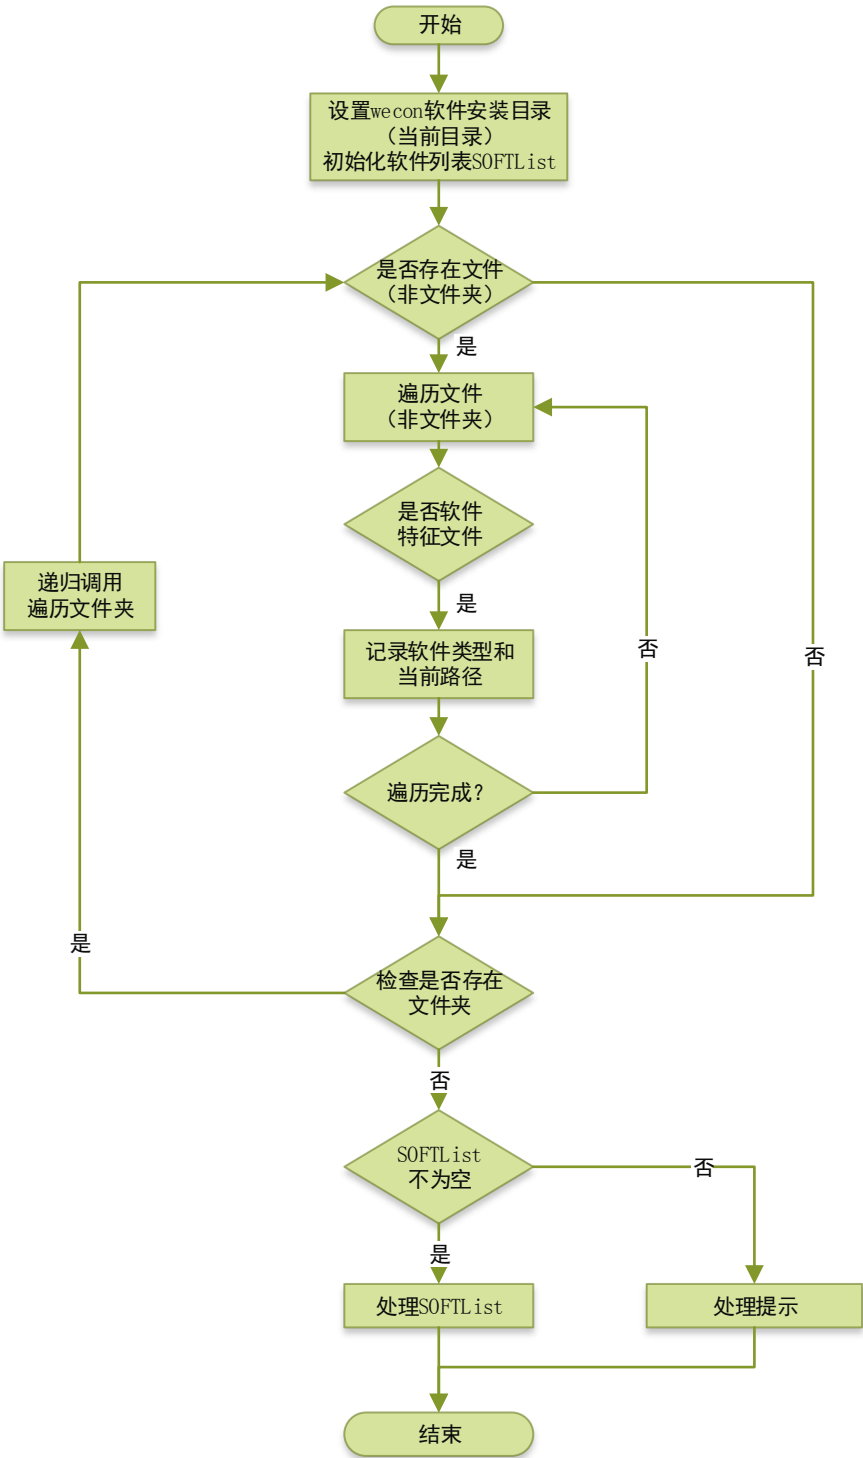 开始
设置wecon软件安装目录
（当前目录）
初始化软件列表SOFTList
是否存在文件
（非文件夹）
是
遍历文件
（非文件夹）
是否软件
特征文件
是
递归调用
遍历文件夹
记录软件类型和
当前路径
否
否
遍历完成？
是
是
检查是否存在
文件夹
否
SOFTList
不为空
否
是
处理SOFTList
处理提示
结束